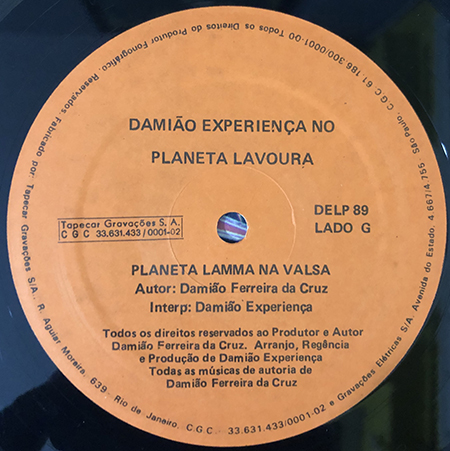 DAMIÃO EXPERIENÇA NO
PLANETA LAVOURA
Tapecar Gravações S. A.
C G C 33.631.433/0001-02
DELP 89
LADO G
PLANETA LAMMA NA VALSA
Autor: Damião Ferreira da Cruz
Interp: Damião Experiença
Todos os direitos reservados ao Produtor e Autor
Damião Ferreira da Cruz. Arranjo, Regência
e Produção de Damião Experiença
Todas as músicas de autoria de
Damião Ferreira da Cruz
Todos os Direitos do Produtor Fonográfico. Reservados Fabricado por: Tapecar Gravações S/A., R. Aguiar Moreira, 639, Rio de Janeiro, C.G.C. - 33.631.433/0001-02 e Gravações Elétricas S/A. Avenida do Estado, 4.667/4.755, São Paulo. C G C 61 186 300/0001-00